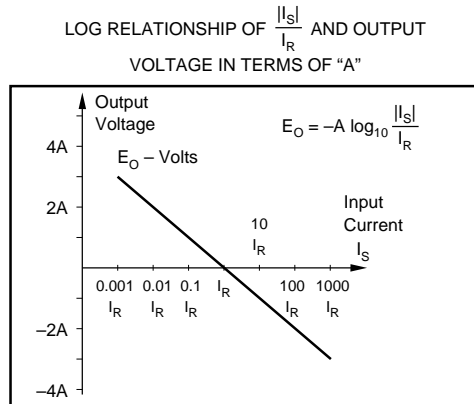 LOG RELATIONSHIP OF |I_S| / I_R AND OUTPUT
VOLTAGE IN TERMS OF “A”
Output
Voltage
E_O = –A log_10 |I_S| / I_R
4A
E_O – Volts
2A
10
I_R
Input
Current
I_S
0.001
I_R
0.01
I_R
0.1
I_R
I_R
100
I_R
1000
I_R
–2A
–4A